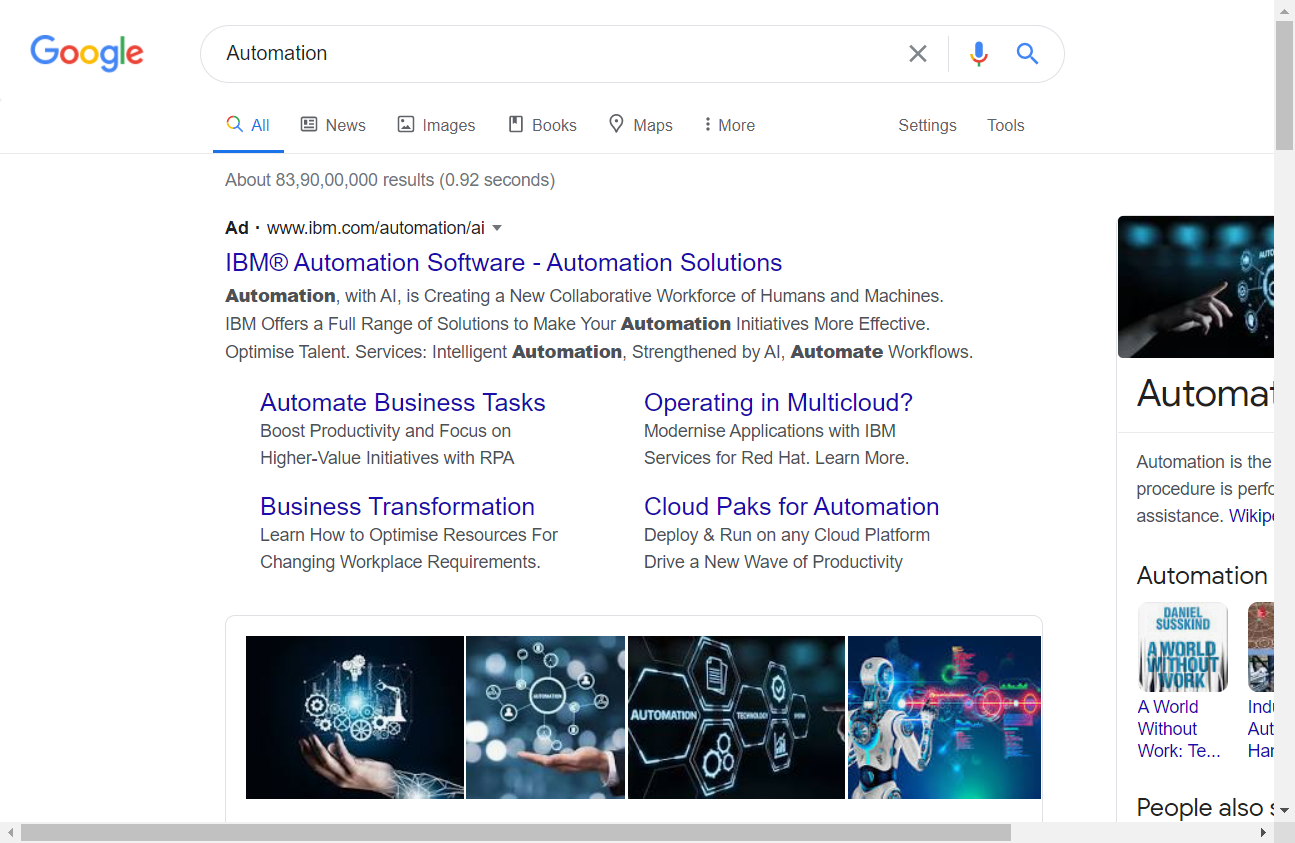 Google
Automation
All
News
Images
Books
Maps
More
Settings
Tools
About 83,90,00,000 results (0.92 seconds)
Ad · www.ibm.com/automation/ai
IBM® Automation Software - Automation Solutions
Automation, with AI, is Creating a New Collaborative Workforce of Humans and Machines.
IBM Offers a Full Range of Solutions to Make Your Automation Initiatives More Effective.
Optimise Talent. Services: Intelligent Automation, Strengthened by AI, Automate Workflows.
Automate Business Tasks
Boost Productivity and Focus on
Higher-Value Initiatives with RPA
Operating in Multicloud?
Modernise Applications with IBM
Services for Red Hat. Learn More.
Business Transformation
Learn How to Optimise Resources For
Changing Workplace Requirements.
Cloud Paks for Automation
Deploy & Run on any Cloud Platform
Drive a New Wave of Productivity
AUTOMATION
AUTOMATION
TECHNOLOGY
SYSTEM
AUTO
Automat
Automation is the
procedure is perfo
assistance. Wikipe
Automation
DANIEL
SUSSKIND
A WORLD
WITHOUT
WORK
A World
Without
Work: Te...
Indu
Aut
Har
People also s